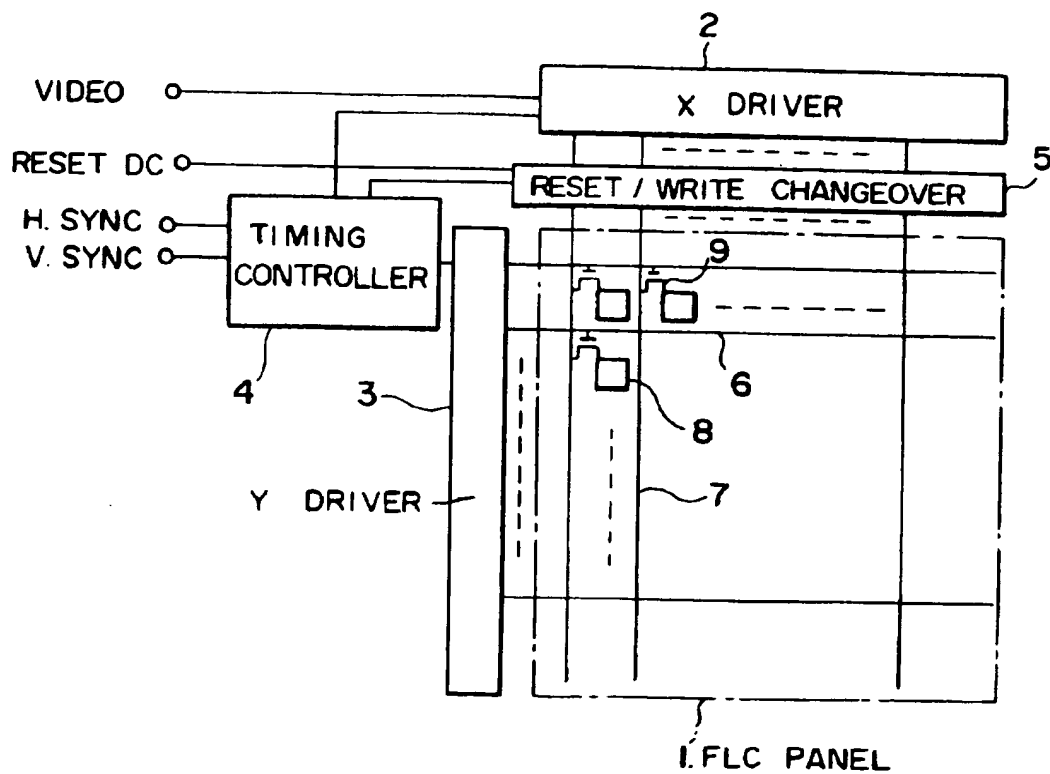 2
VIDEO
X DRIVER
RESET DC
5
RESET / WRITE CHANGEOVER
H. SYNC
V. SYNC
TIMING
CONTROLLER
9
4
3
6
8
Y DRIVER
7
1. FLC PANEL